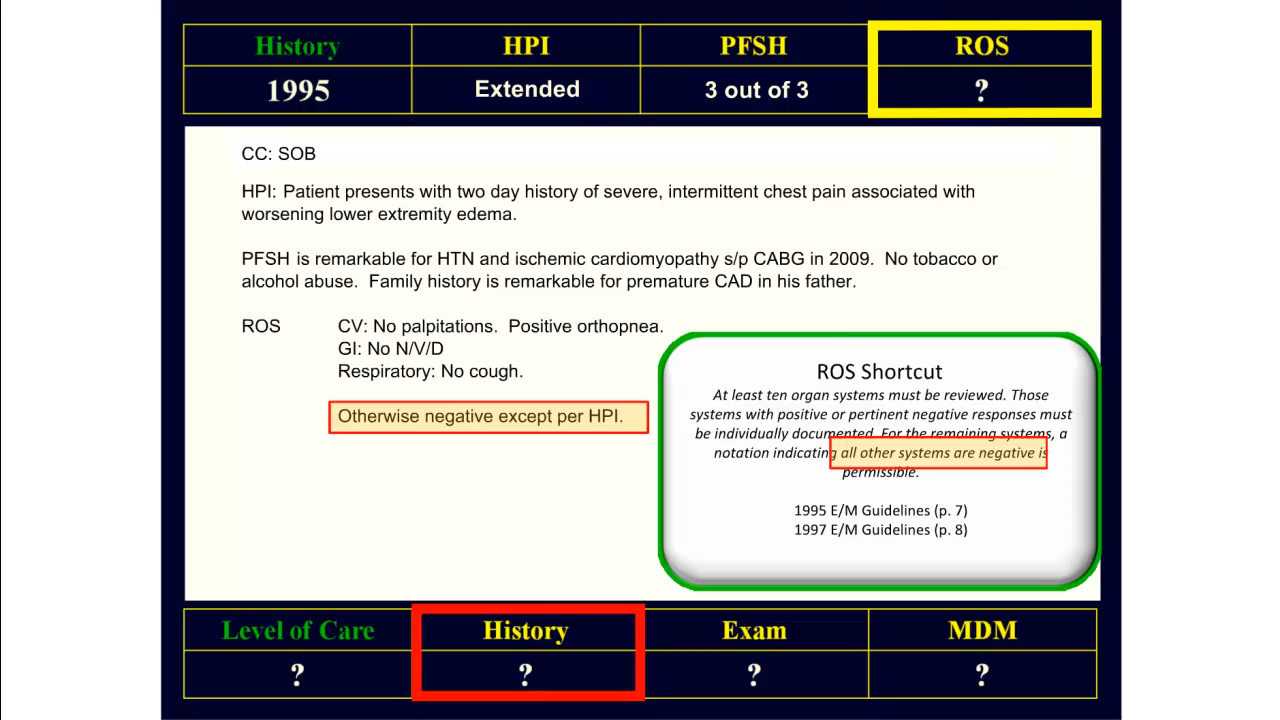 History HPI PFSH ROS
1995 Extended 3 out of 3 ?
CC: SOB
HPI: Patient presents with two day history of severe, intermittent chest pain associated with
worsening lower extremity edema.
PFSH is remarkable for HTN and ischemic cardiomyopathy s/p CABG in 2009. No tobacco or
alcohol abuse. Family history is remarkable for premature CAD in his father.
ROS CV: No palpitations. Positive orthopnea.
GI: No N/V/D
Respiratory: No cough.
Otherwise negative except per HPI.
ROS Shortcut
At least ten organ systems must be reviewed. Those
systems with positive or pertinent negative responses must
be individually documented. For the remaining systems, a
notation indicating all other systems are negative is
permissible.
1995 E/M Guidelines (p. 7)
1997 E/M Guidelines (p. 8)
Level of Care History Exam MDM
? ? ? ?